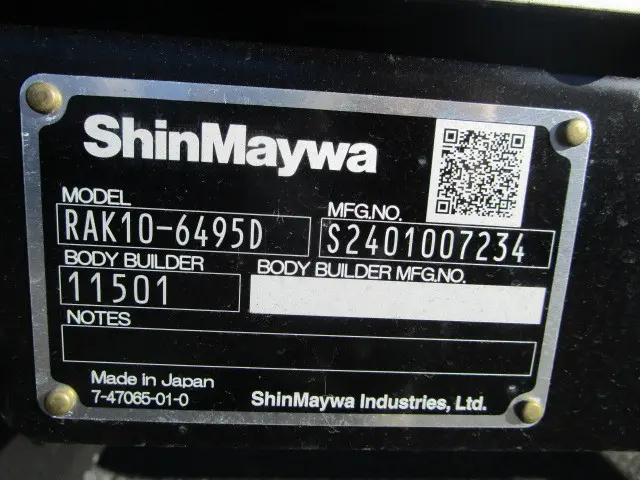 ShinMaywa
MODEL
RAK10-6495D
MFG.NO.
S2401007234
BODY BUILDER
11501
BODY BUILDER MFG.NO.
NOTES
Made in Japan
7-47065-01-0
ShinMaywa Industries, Ltd.